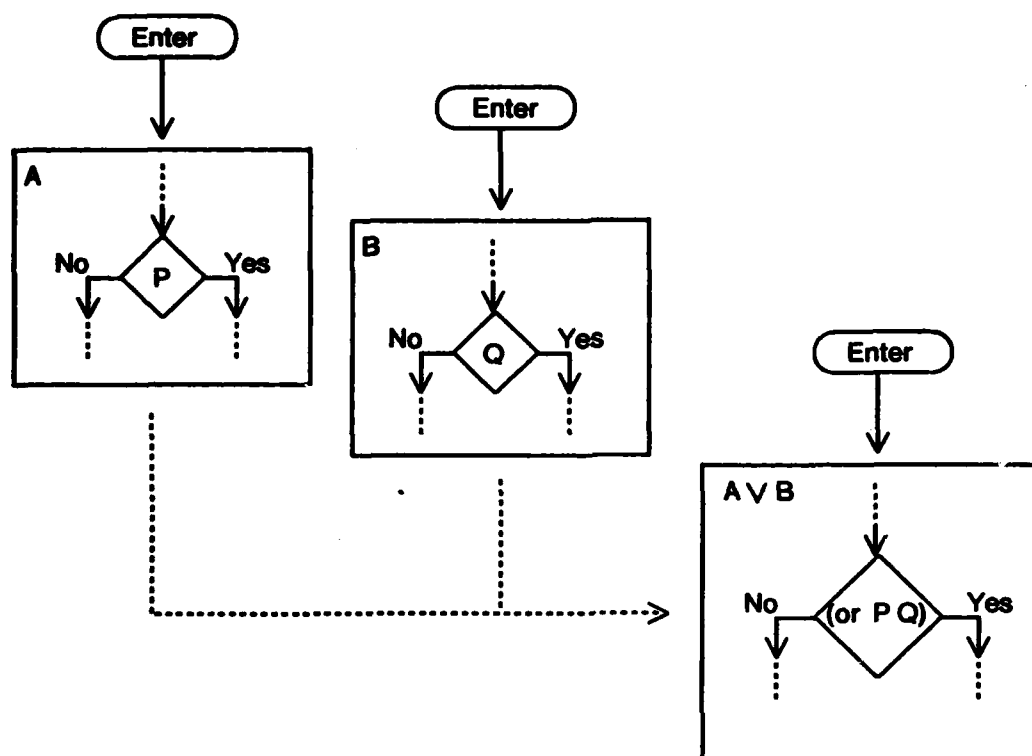 Enter
A
P
No
Yes
Enter
B
Q
No
Yes
Enter
A ∨ B
(or P Q)
No
Yes